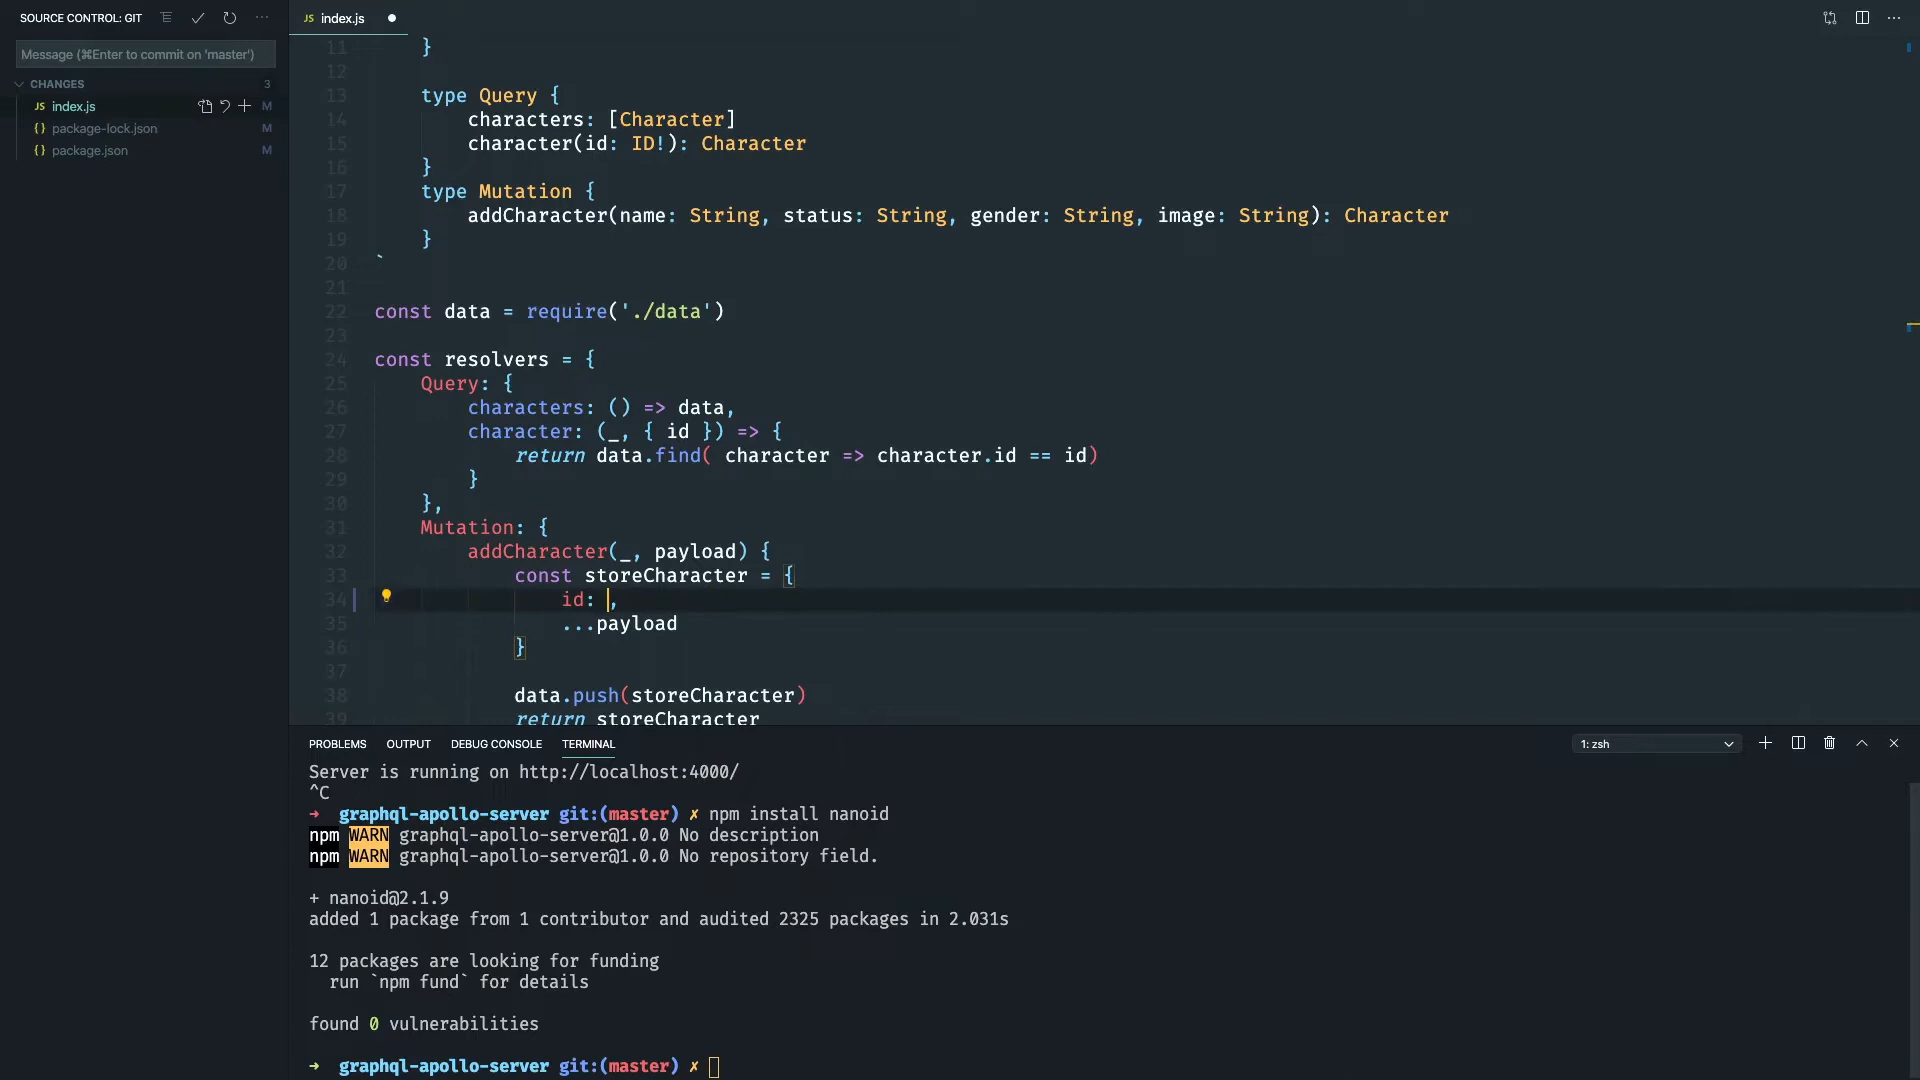 SOURCE CONTROL: GIT
Message (⌘Enter to commit on 'master')
CHANGES 3
JS index.js M
{} package-lock.json M
{} package.json M
JS index.js
11 }
12
13 type Query {
14 characters: [Character]
15 character(id: ID!): Character
16 }
17 type Mutation {
18 addCharacter(name: String, status: String, gender: String, image: String): Character
19 }
20 `
21
22 const data = require('./data')
23
24 const resolvers = {
25 Query: {
26 characters: () => data,
27 character: (_, { id }) => {
28 return data.find( character => character.id == id)
29 }
30 },
31 Mutation: {
32 addCharacter(_, payload) {
33 const storeCharacter = {
34 id: ,
35 ...payload
36 }
37
38 data.push(storeCharacter)
39 return storeCharacter
PROBLEMS OUTPUT DEBUG CONSOLE TERMINAL 1: zsh
Server is running on http://localhost:4000/
^C
→ graphql-apollo-server git:(master) ✗ npm install nanoid
npm WARN graphql-apollo-server@1.0.0 No description
npm WARN graphql-apollo-server@1.0.0 No repository field.
+ nanoid@2.1.9
added 1 package from 1 contributor and audited 2325 packages in 2.031s
12 packages are looking for funding
run `npm fund` for details
found 0 vulnerabilities
→ graphql-apollo-server git:(master) ✗